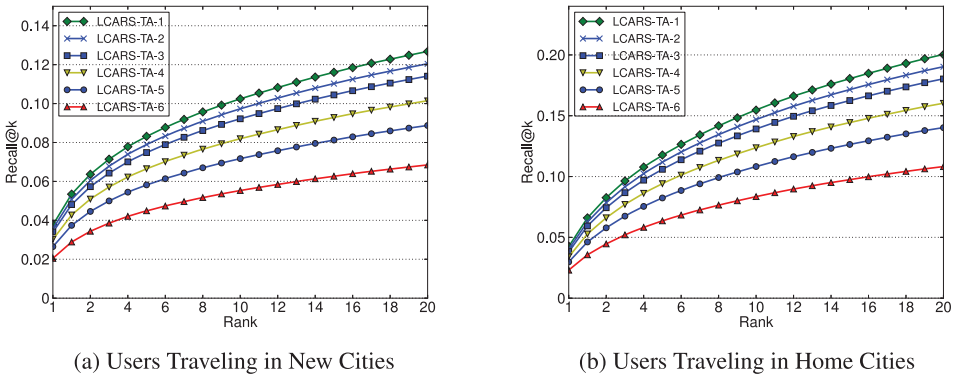 0.14
0.12
0.10
0.08
0.06
0.04
0.02
0
Recall@k
LCARS-TA-1
LCARS-TA-2
LCARS-TA-3
LCARS-TA-4
LCARS-TA-5
LCARS-TA-6
1 2 4 6 8 10 12 14 16 18 20
Rank
(a) Users Traveling in New Cities
0.20
0.15
0.10
0.05
0
Recall@k
LCARS-TA-1
LCARS-TA-2
LCARS-TA-3
LCARS-TA-4
LCARS-TA-5
LCARS-TA-6
1 2 4 6 8 10 12 14 16 18 20
Rank
(b) Users Traveling in Home Cities